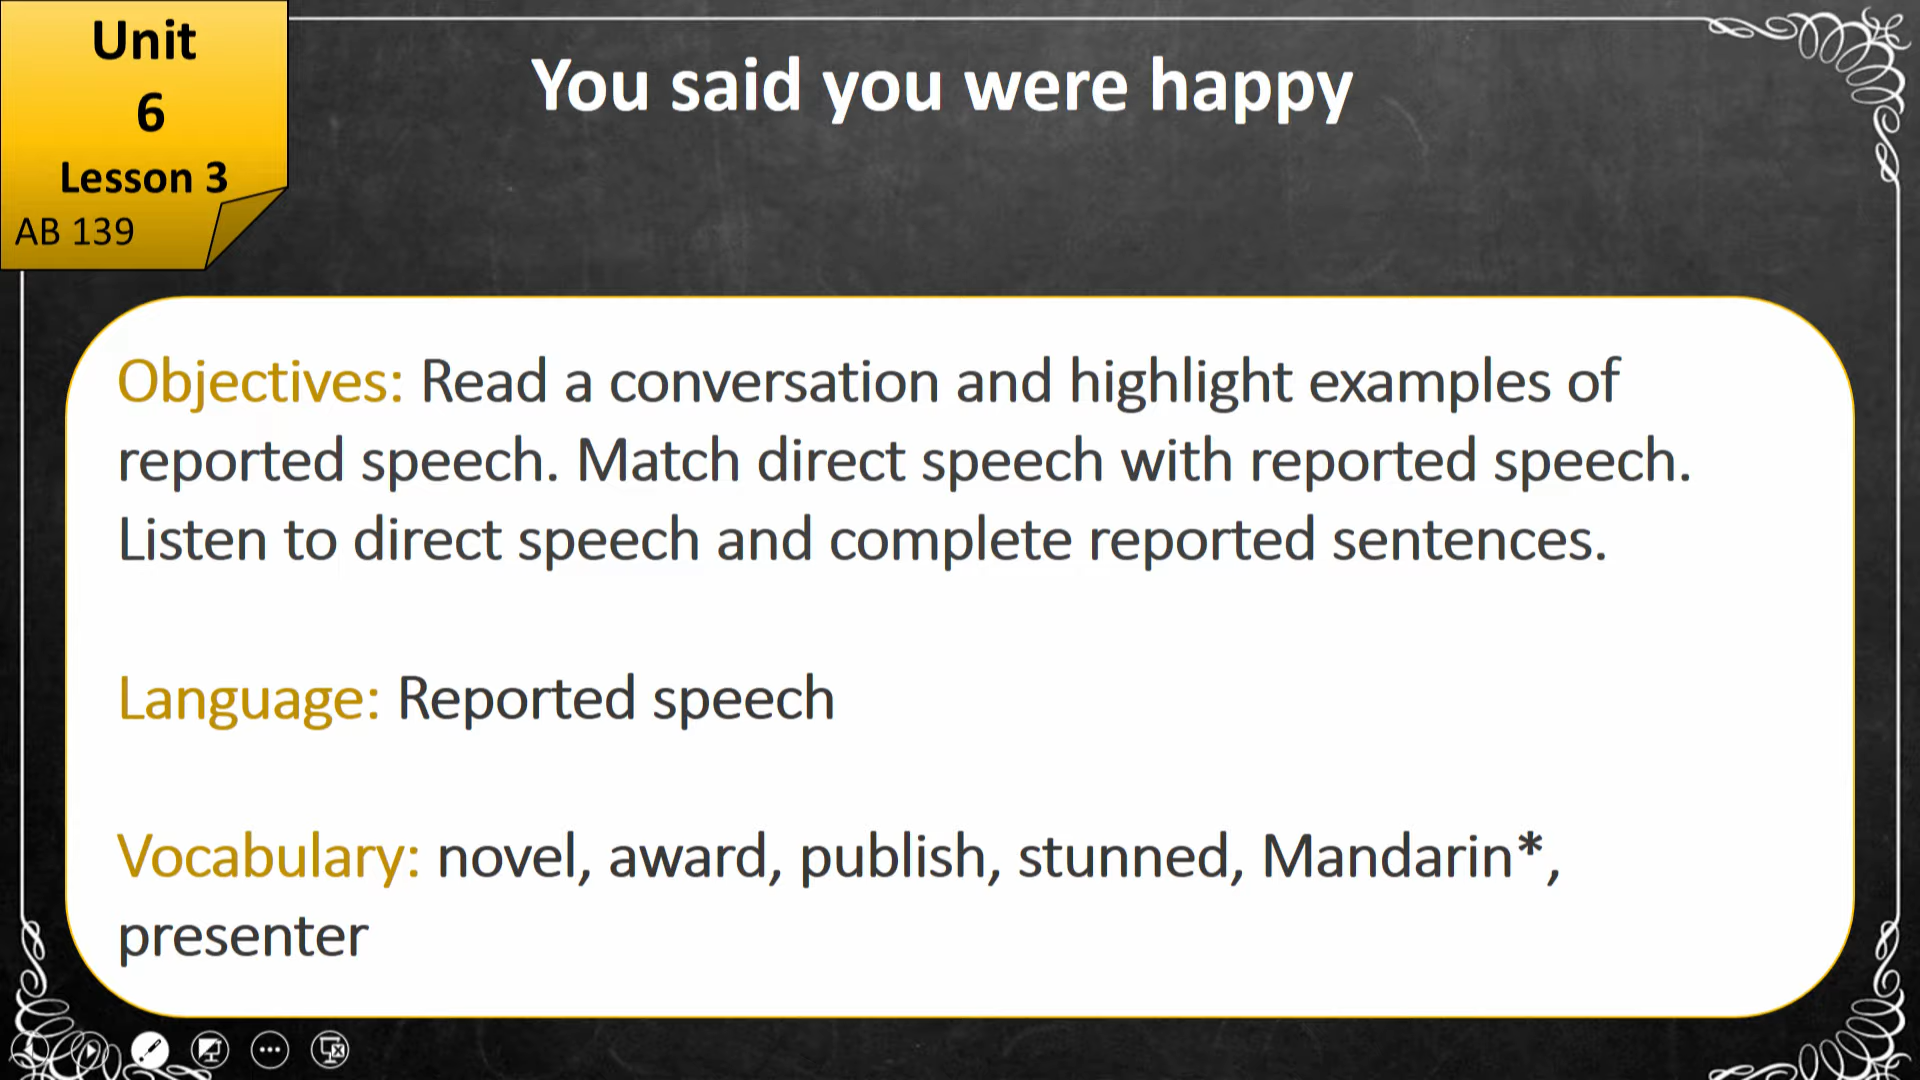 Unit
6
Lesson 3
AB 139
You said you were happy
Objectives: Read a conversation and highlight examples of
reported speech. Match direct speech with reported speech.
Listen to direct speech and complete reported sentences.
Language: Reported speech
Vocabulary: novel, award, publish, stunned, Mandarin*,
presenter